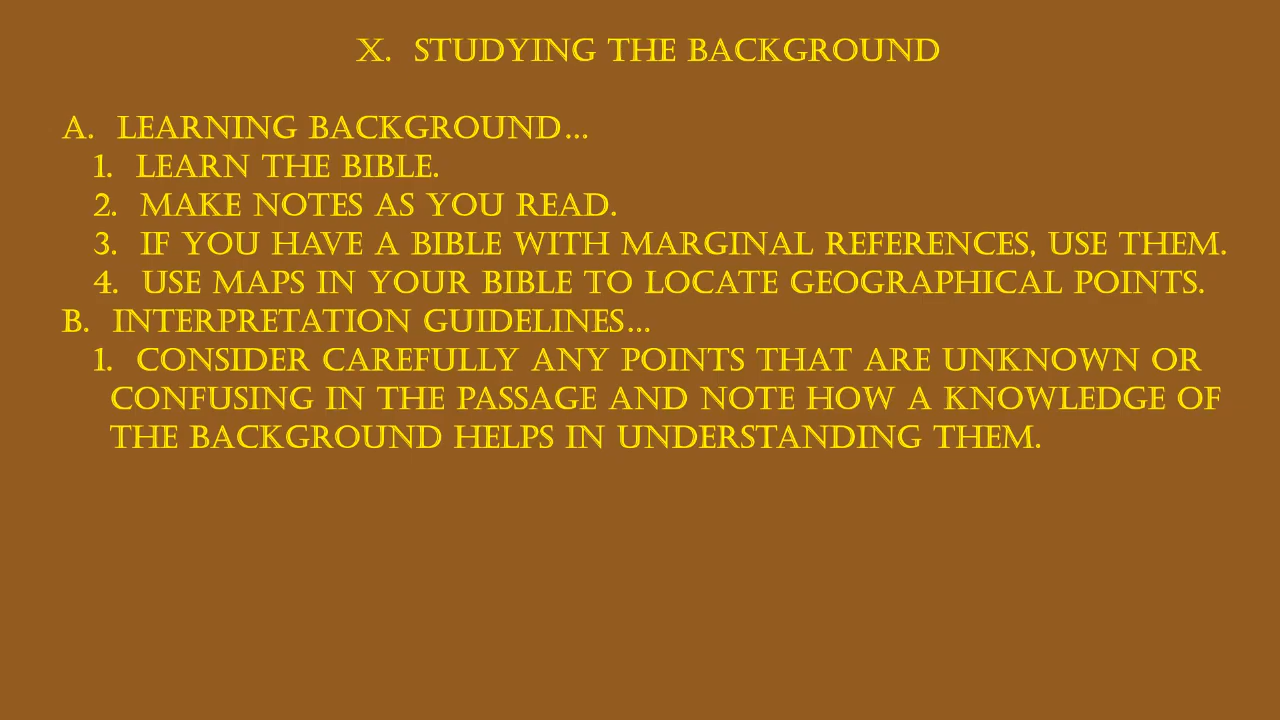 X. STUDYING THE BACKGROUND
A. LEARNING BACKGROUND...
1. LEARN THE BIBLE.
2. MAKE NOTES AS YOU READ.
3. IF YOU HAVE A BIBLE WITH MARGINAL REFERENCES, USE THEM.
4. USE MAPS IN YOUR BIBLE TO LOCATE GEOGRAPHICAL POINTS.
B. INTERPRETATION GUIDELINES...
1. CONSIDER CAREFULLY ANY POINTS THAT ARE UNKNOWN OR
CONFUSING IN THE PASSAGE AND NOTE HOW A KNOWLEDGE OF
THE BACKGROUND HELPS IN UNDERSTANDING THEM.